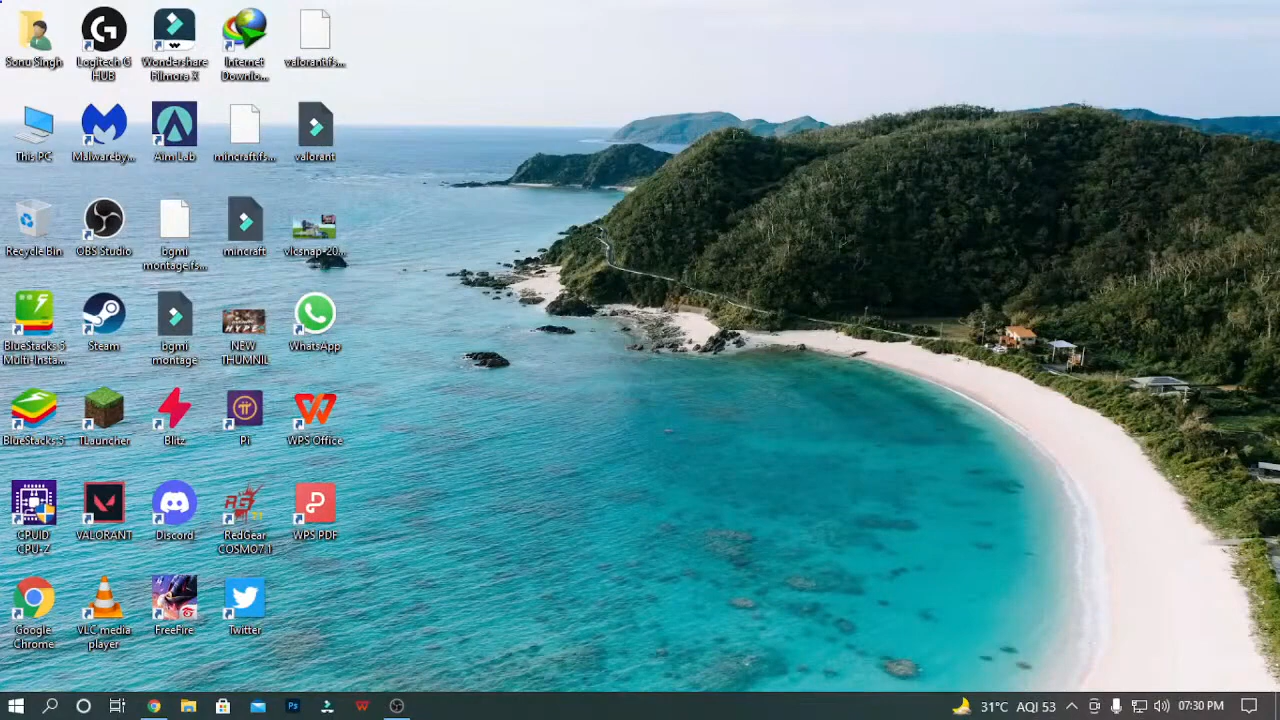 Sonu Singh
Logitech G
HUB
Wondershare
Filmora X
Internet
Downlo...
valorant.fs...
This PC
Malwareby...
Aim Lab
mincraft.fs...
valorant
Recycle Bin
OBS Studio
bgmi
montage.fs...
mincraft
vlcsnap-20...
BlueStacks 5
Multi-Insta...
Steam
bgmi
montage
NEW
THUMNIL
WhatsApp
BlueStacks 5
TLauncher
Blitz
Pi
WPS Office
CPUID
CPU-Z
VALORANT
Discord
RedGear
COSMO7.1
WPS PDF
Google
Chrome
VLC media
player
FreeFire
Twitter
Ps
31°C AQI 53
07:30 PM